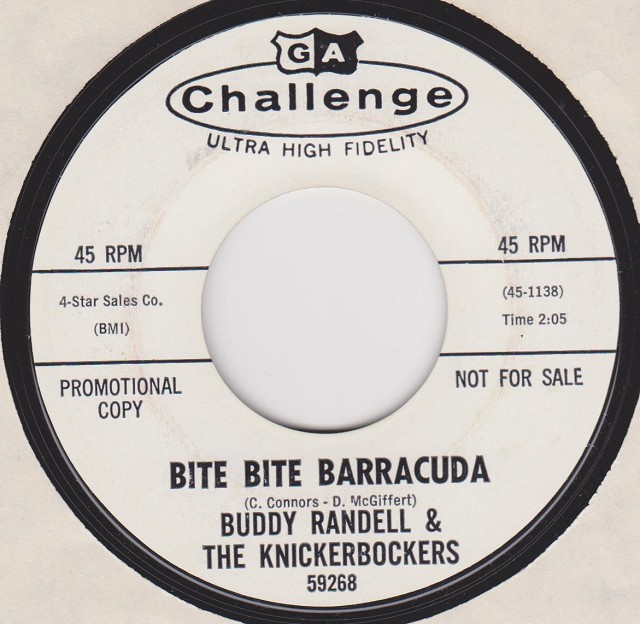 GA
Challenge
ULTRA HIGH FIDELITY
45 RPM
45 RPM
4-Star Sales Co.
(BMI)
(45-1138)
Time 2:05
PROMOTIONAL
COPY
NOT FOR SALE
BITE BITE BARRACUDA
(C. Connors - D. McGiffert)
BUDDY RANDELL &
THE KNICKERBOCKERS
59268